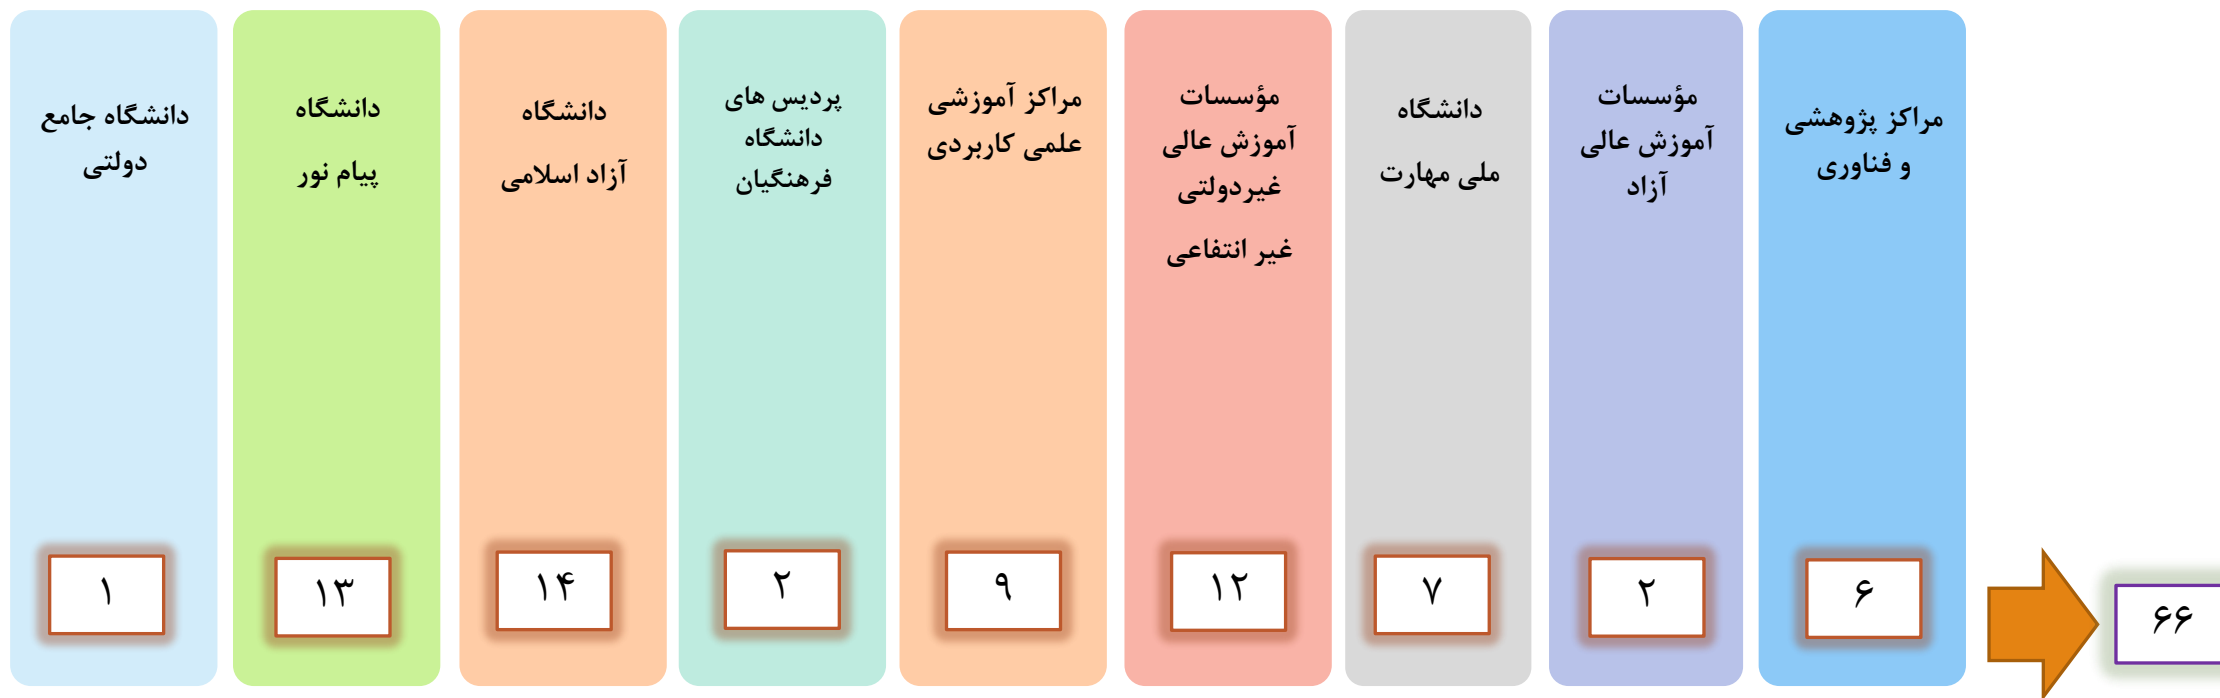 دانشگاه جامع
دولتی
۱
دانشگاه
پیام نور
۱۳
دانشگاه
آزاد اسلامی
۱۴
پردیس های
دانشگاه
فرهنگیان
۲
مراکز آموزشی
علمی کاربردی
۹
مؤسسات
آموزش عالی
غیردولتی
غیر انتفاعی
۱۲
دانشگاه
ملی مهارت
۷
مؤسسات
آموزش عالی
آزاد
۲
مراکز پژوهشی
و فناوری
۶
۶۶